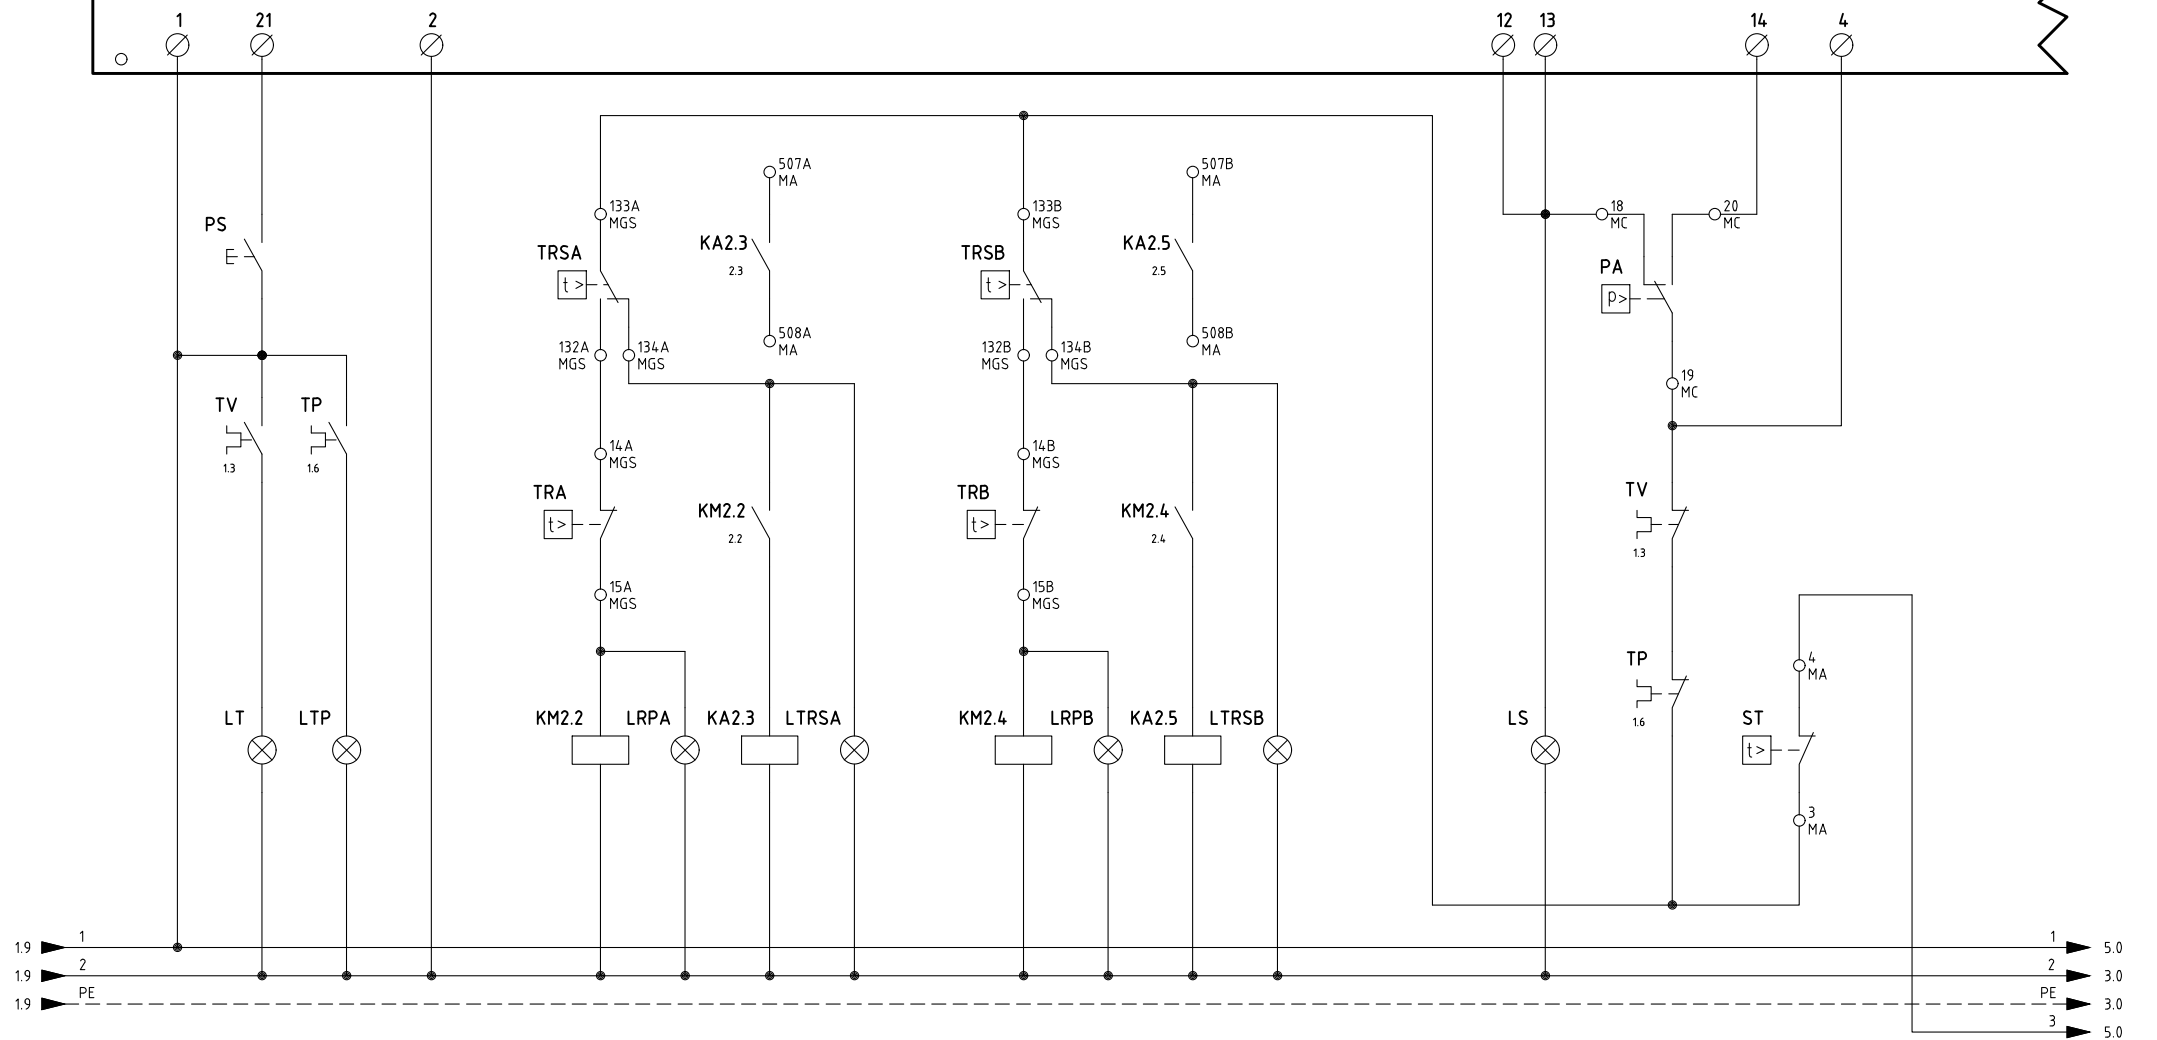 1 21 2 12 13 14 4
507A
MA
507B
MA
133A
MGS
133B
MGS
18
MC
20
MC
PS
KA2.3
2.3
KA2.5
2.5
TRSA
t >
TRSB
t >
PA
p>
508A
MA
508B
MA
132A
MGS
134A
MGS
132B
MGS
134B
MGS
19
MC
TV
1.3
TP
1.6
14A
MGS
14B
MGS
TRA
t>
KM2.2
2.2
TRB
t>
KM2.4
2.4
TV
1.3
15A
MGS
15B
MGS
TP
1.6
4
MA
LT LTP KM2.2 LRPA KA2.3 LTRSA KM2.4 LRPB KA2.5 LTRSB LS ST
t>
3
MA
1.9 1 1 5.0
1.9 2 2 3.0
1.9 PE PE 3.0
3 5.0